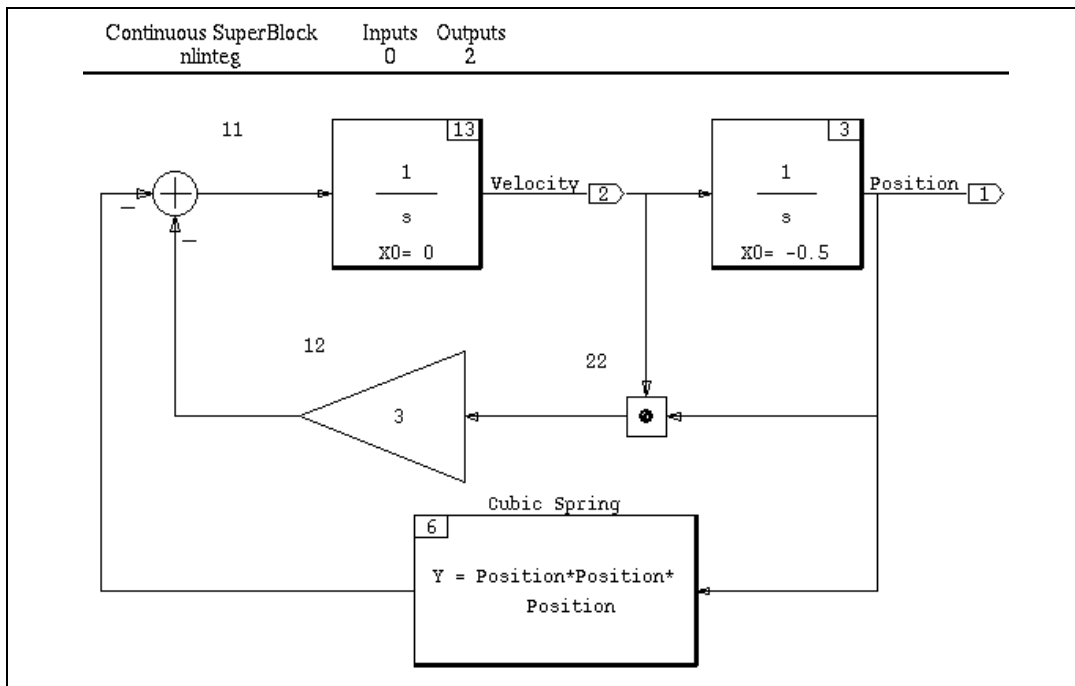 Continuous SuperBlock Inputs Outputs
nlinteg 0 2
11
13
3
1
s
X0= 0
Velocity
2
1
s
X0= -0.5
Position
1
12
22
3
Cubic Spring
6
Y = Position*Position*
Position